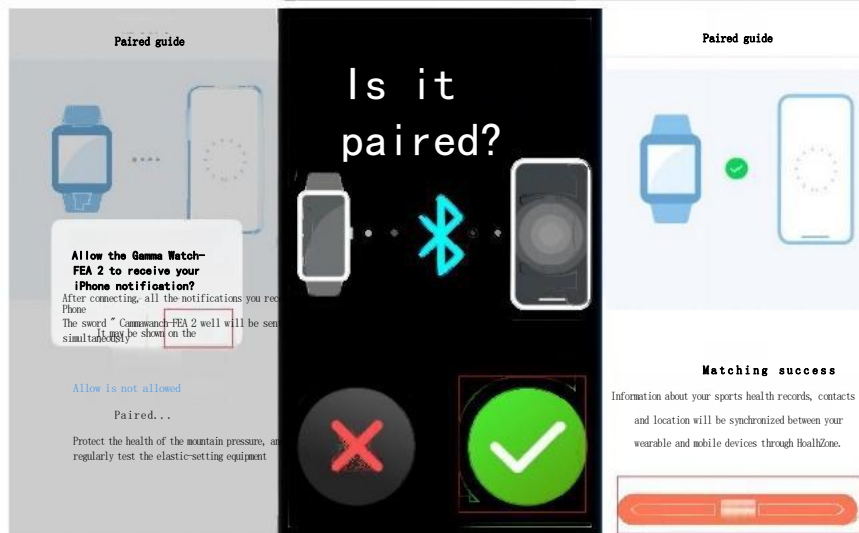 Paired guide
Allow the Gamma Watch-
FEA 2 to receive your
iPhone notification?
After connecting, all the notifications you rec
Phone
The sword " Cammawanch-FEA 2 well will be sen
It may be shown on the
simultaneously
Allow is not allowed
Paired...
Protect the health of the mountain pressure, an
regularly test the elastic-setting equipment
Is it
paired?
Paired guide
Matching success
Information about your sports health records, contacts
and location will be synchronized between your
wearable and mobile devices through HoalhZone.